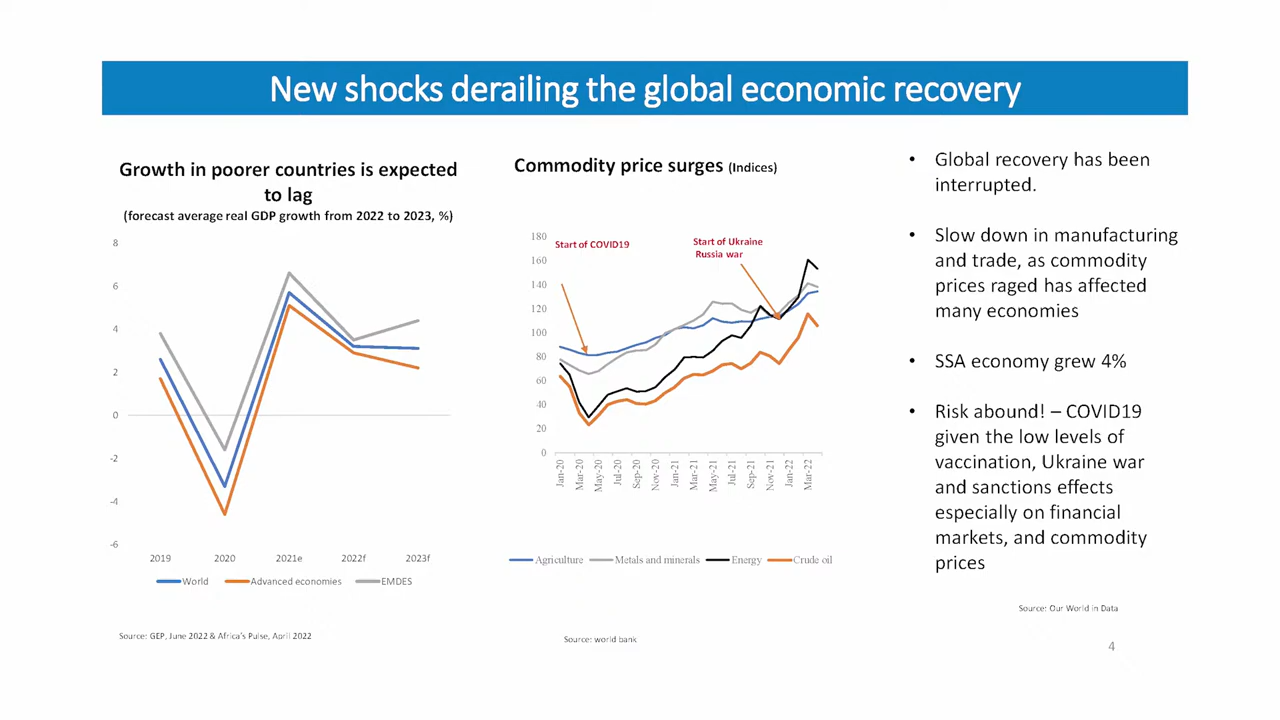 New shocks derailing the global economic recovery
Growth in poorer countries is expected
to lag
(forecast average real GDP growth from 2022 to 2023, %)
8
6
4
2
0
-2
-4
-6
2019 2020 2021e 2022f 2023f
World Advanced economies EMDES
Source: GEP, June 2022 & Africa's Pulse, April 2022
Commodity price surges (Indices)
180
160
140
120
100
80
60
40
20
0
Start of COVID19
Start of Ukraine
Russia war
Jan-20 Mar-20 May-20 Jul-20 Sep-20 Nov-20 Jan-21 Mar-21 May-21 Jul-21 Sep-21 Nov-21 Jan-22 Mar-22
Agriculture Metals and minerals Energy Crude oil
Source: world bank
• Global recovery has been
interrupted.
• Slow down in manufacturing
and trade, as commodity
prices raged has affected
many economies
• SSA economy grew 4%
• Risk abound! – COVID19
given the low levels of
vaccination, Ukraine war
and sanctions effects
especially on financial
markets, and commodity
prices
Source: Our World in Data
4